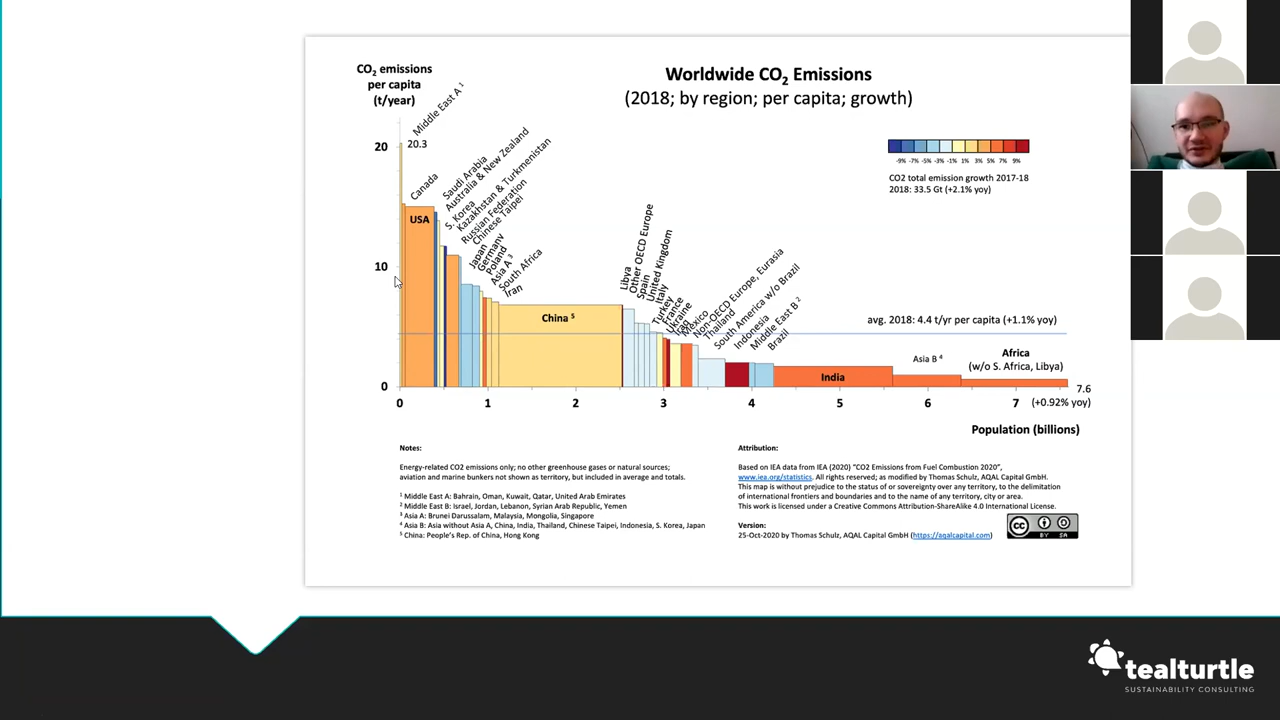 CO2 emissions
per capita
(t/year)
Worldwide CO2 Emissions
(2018; by region; per capita; growth)
20
10
0
Middle East A 1
20.3
Canada
USA
Saudi Arabia
Australia & New Zealand
S. Korea
Kazakhstan & Turkmenistan
Russian Federation
Chinese Taipei
Japan
Germany
Poland
Asia A 3
South Africa
Iran
China 5
Libya
Other OECD Europe
Spain
United Kingdom
Italy
Turkey
France
Ukraine
Iraq
Mexico
Non-OECD Europe, Eurasia
Thailand
South America w/o Brazil
Indonesia
Middle East B 2
Brazil
India
Asia B 4
Africa
(w/o S. Africa, Libya)
-9% -7% -5% -3% -1% 1% 3% 5% 7% 9%
CO2 total emission growth 2017-18
2018: 33.5 Gt (+2.1% yoy)
avg. 2018: 4.4 t/yr per capita (+1.1% yoy)
0 1 2 3 4 5 6 7
7.6
(+0.92% yoy)
Population (billions)
Notes:
Energy-related CO2 emissions only; no other greenhouse gases or natural sources;
aviation and marine bunkers not shown as territory, but included in average and totals.
1 Middle East A: Bahrain, Oman, Kuwait, Qatar, United Arab Emirates
2 Middle East B: Israel, Jordan, Lebanon, Syrian Arab Republic, Yemen
3 Asia A: Brunei Darussalam, Malaysia, Mongolia, Singapore
4 Asia B: Asia without Asia A, China, India, Thailand, Chinese Taipei, Indonesia, S. Korea, Japan
5 China: People's Rep. of China, Hong Kong
Attribution:
Based on IEA data from IEA (2020) "CO2 Emissions from Fuel Combustion 2020",
www.iea.org/statistics. All rights reserved; as modified by Thomas Schulz, AQAL Capital GmbH.
This map is without prejudice to the status of or sovereignty over any territory, to the delimitation
of international frontiers and boundaries and to the name of any territory, city or area.
This work is licensed under a Creative Commons Attribution-ShareAlike 4.0 International License.
Version:
25-Oct-2020 by Thomas Schulz, AQAL Capital GmbH (https://aqalcapital.com)
cc
BY SA
tealturtle
SUSTAINABILITY CONSULTING